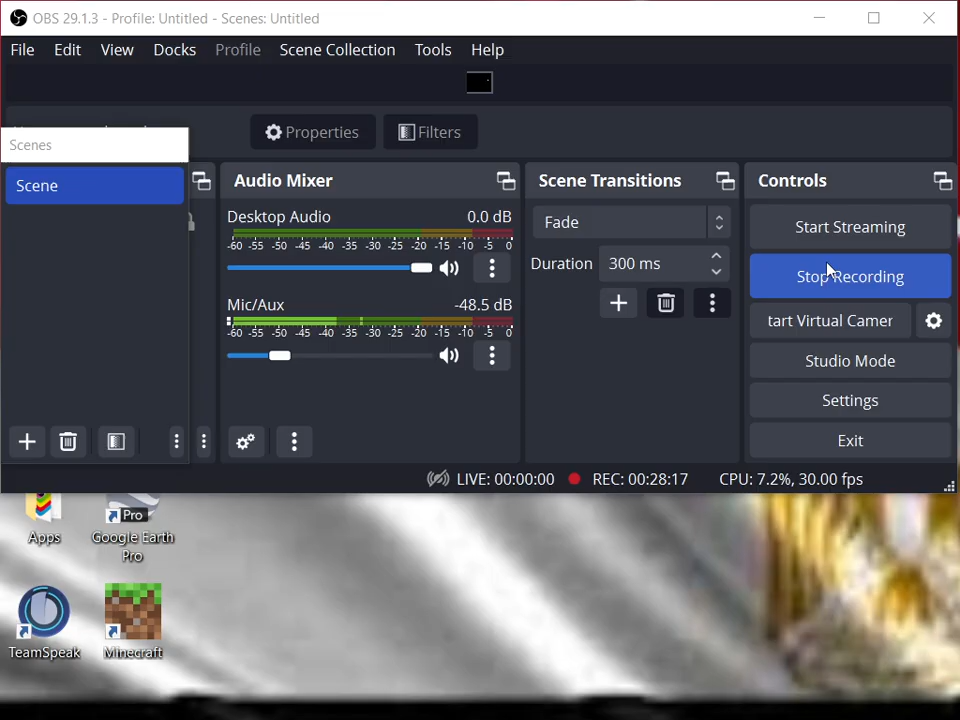 OBS 29.1.3 - Profile: Untitled - Scenes: Untitled
File Edit View Docks Profile Scene Collection Tools Help
Properties Filters
Scenes
Scene
Audio Mixer
Desktop Audio 0.0 dB
-60 -55 -50 -45 -40 -35 -30 -25 -20 -15 -10 -5 0
Mic/Aux -48.5 dB
-60 -55 -50 -45 -40 -35 -30 -25 -20 -15 -10 -5 0
Scene Transitions
Fade
Duration 300 ms
Controls
Start Streaming
Stop Recording
tart Virtual Camer
Studio Mode
Settings
Exit
LIVE: 00:00:00 REC: 00:28:17 CPU: 7.2%, 30.00 fps
Pro
Apps
Google Earth
Pro
TeamSpeak
Minecraft